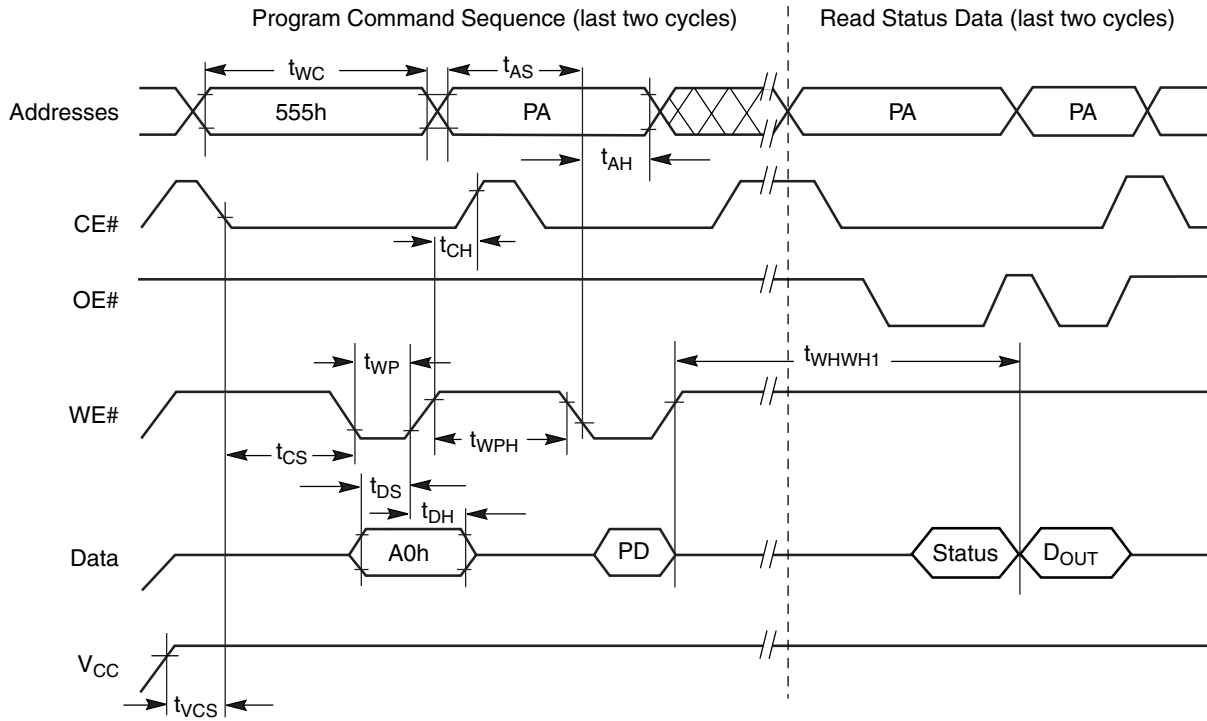 Program Command Sequence (last two cycles)
Read Status Data (last two cycles)
tWC
tAS
Addresses
555h
PA
PA
PA
tAH
CE#
tCH
OE#
tWP
tWHWH1
WE#
tCS
tWPH
tDS
tDH
Data
A0h
PD
Status
DOUT
VCC
tVCS